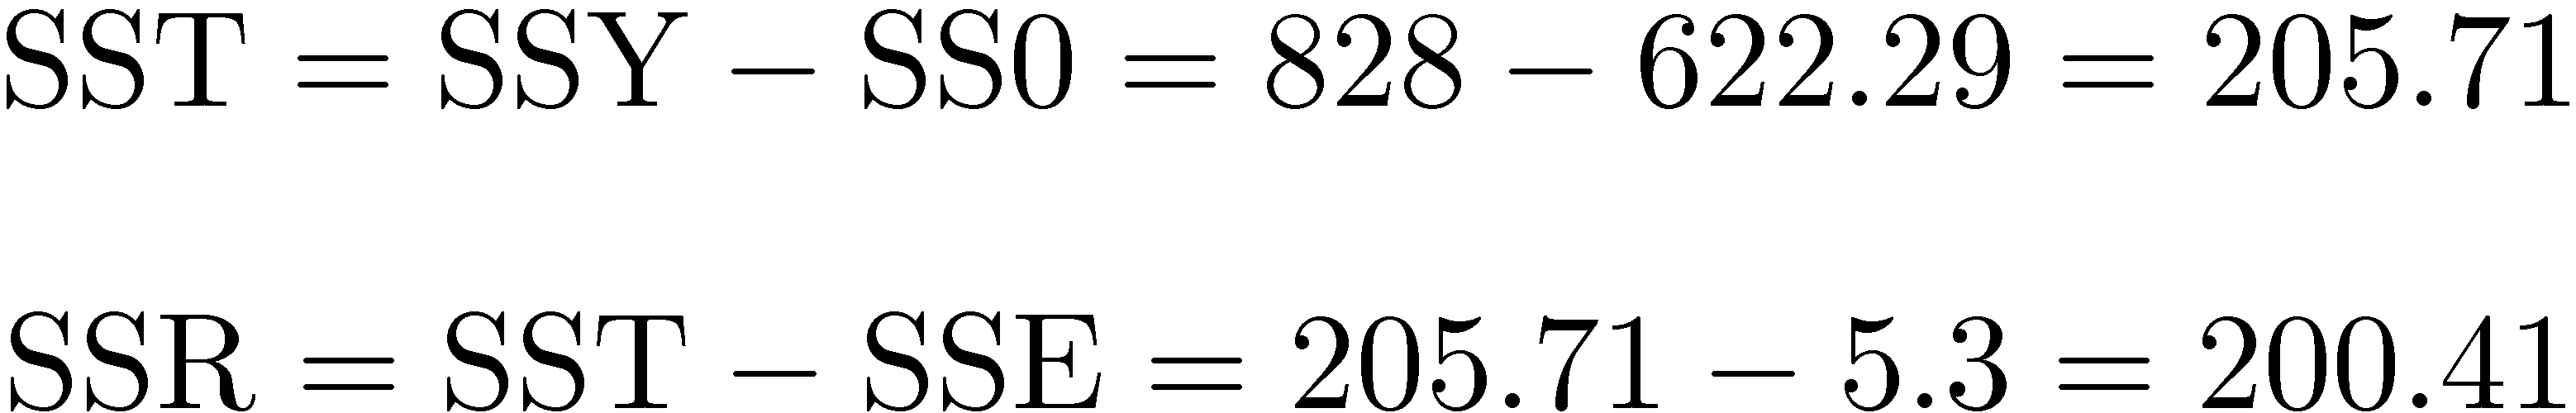 SST = SSY − SS0 = 828 − 622.29 = 205.71
SSR = SST − SSE = 205.71 − 5.3 = 200.41